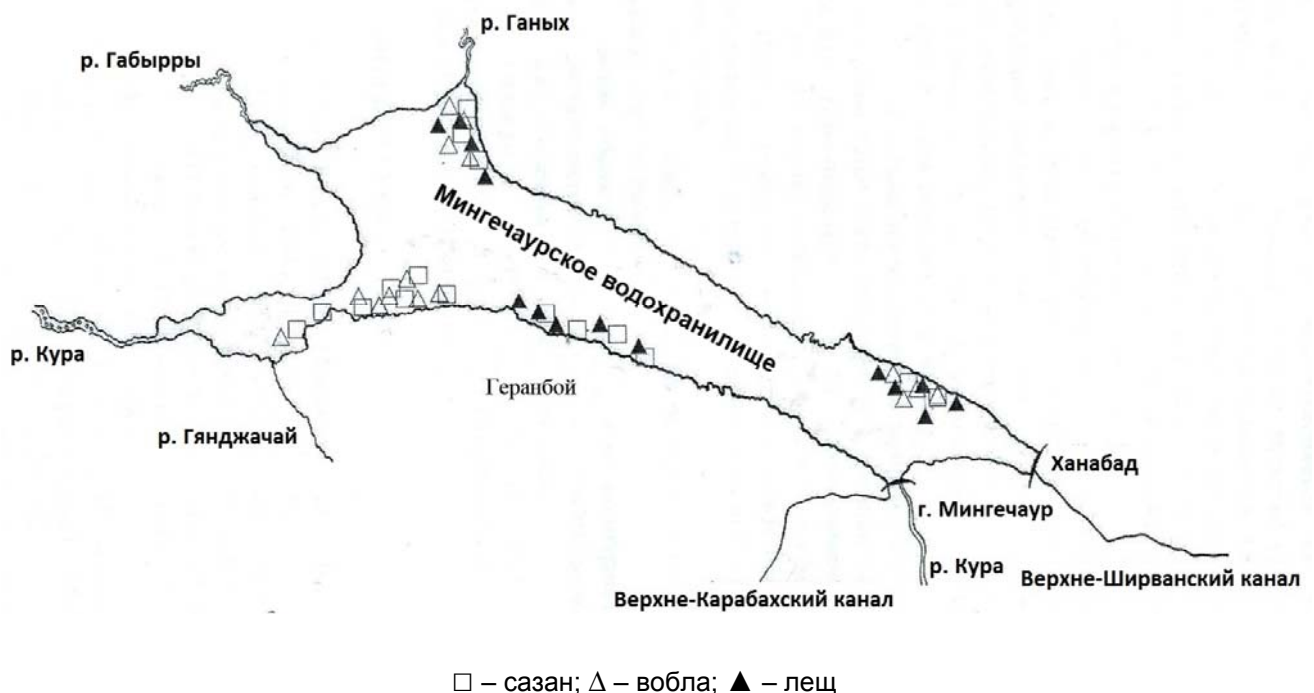 р. Ганых
р. Габырры
Мингечаурское водохранилище
р. Кура
Геранбой
р. Гянджачай
Ханабад
г. Мингечаур
р. Кура
Верхне-Ширванский канал
Верхне-Карабахский канал
□ – сазан; Δ – вобла; ▲ – лещ